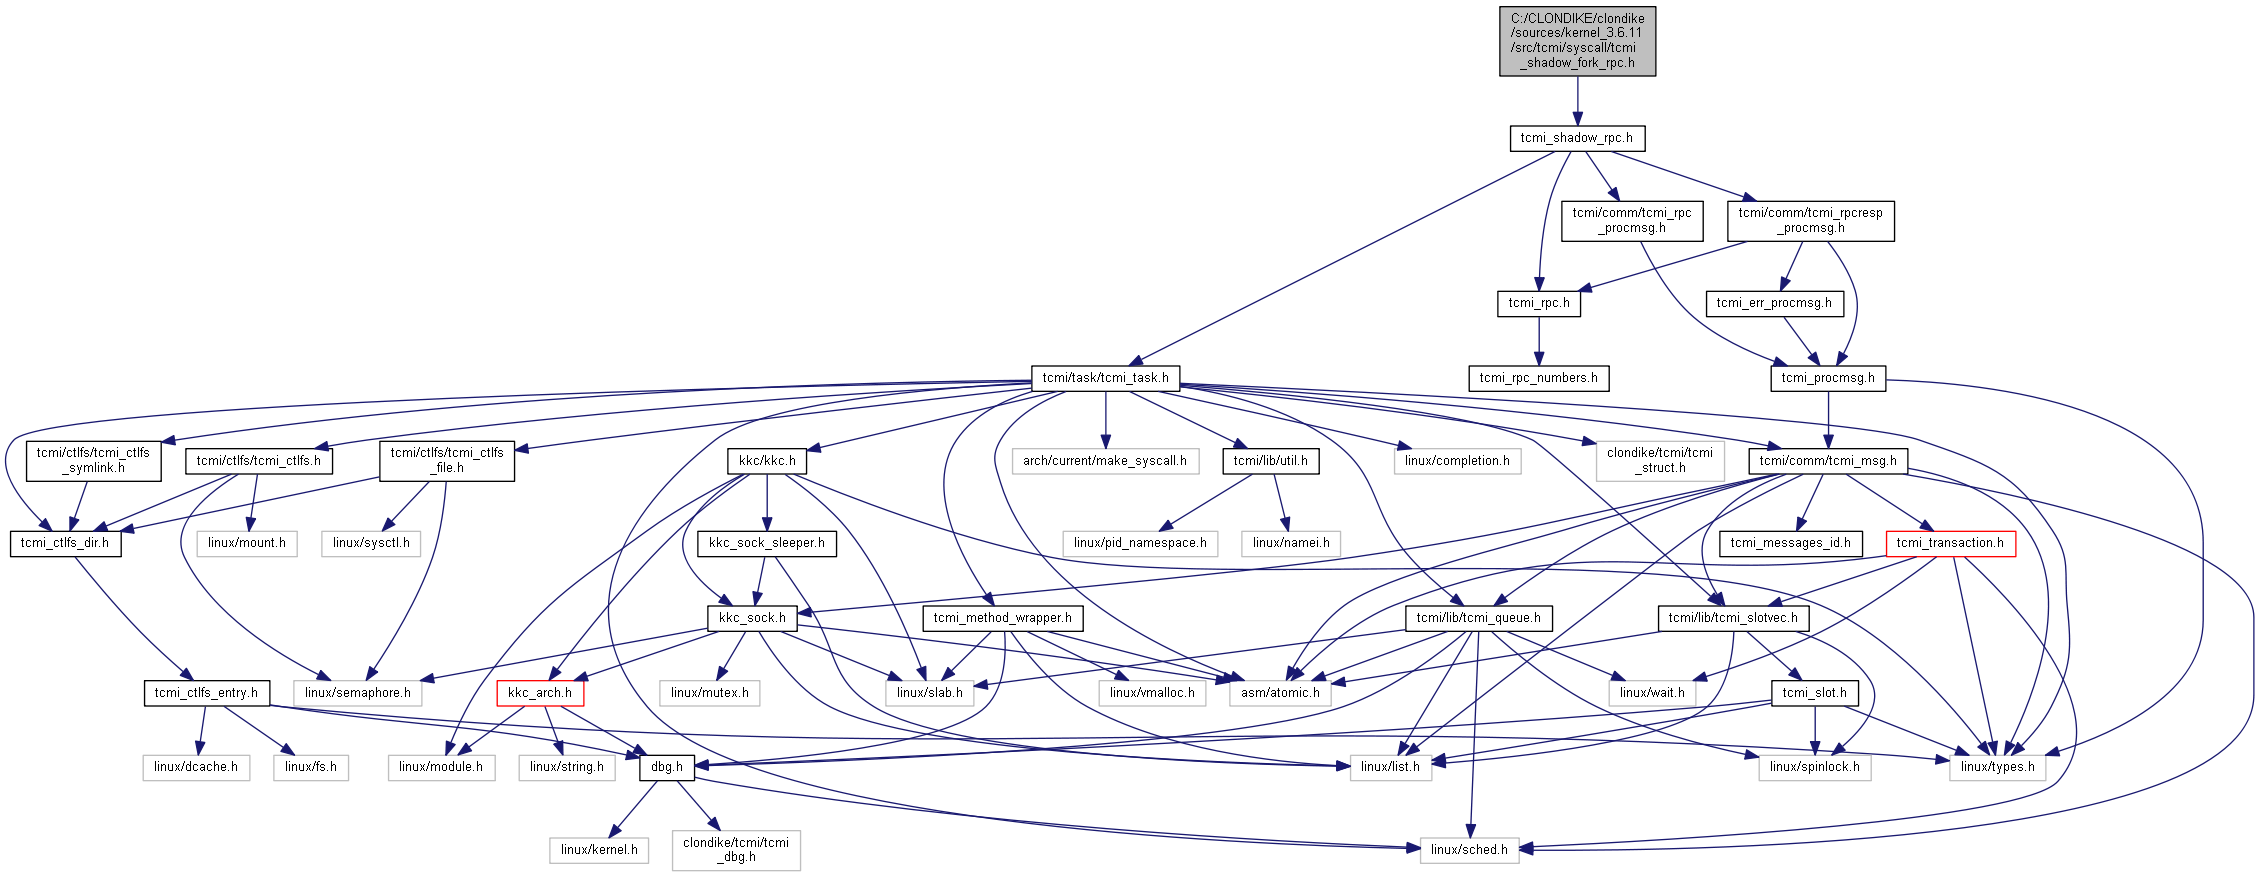 C:/CLONDIKE/clondike
/sources/kernel_3.6.11
/src/tcmi/syscall/tcmi
_shadow_fork_rpc.h
tcmi_shadow_rpc.h
tcmi/comm/tcmi_rpc
_procmsg.h
tcmi/comm/tcmi_rpcresp
_procmsg.h
tcmi_rpc.h
tcmi_err_procmsg.h
tcmi/task/tcmi_task.h
tcmi_rpc_numbers.h
tcmi_procmsg.h
tcmi/ctlfs/tcmi_ctlfs
_symlink.h
tcmi/ctlfs/tcmi_ctlfs.h
tcmi/ctlfs/tcmi_ctlfs
_file.h
kkc/kkc.h
arch/current/make_syscall.h
tcmi/lib/util.h
linux/completion.h
clondike/tcmi/tcmi
_struct.h
tcmi/comm/tcmi_msg.h
tcmi_ctlfs_dir.h
linux/mount.h
linux/sysctl.h
kkc_sock_sleeper.h
linux/pid_namespace.h
linux/namei.h
tcmi_messages_id.h
tcmi_transaction.h
kkc_sock.h
tcmi_method_wrapper.h
tcmi/lib/tcmi_queue.h
tcmi/lib/tcmi_slotvec.h
tcmi_ctlfs_entry.h
linux/semaphore.h
kkc_arch.h
linux/mutex.h
linux/slab.h
linux/vmalloc.h
asm/atomic.h
linux/wait.h
tcmi_slot.h
linux/dcache.h
linux/fs.h
linux/module.h
linux/string.h
dbg.h
linux/list.h
linux/spinlock.h
linux/types.h
linux/kernel.h
clondike/tcmi/tcmi
_dbg.h
linux/sched.h